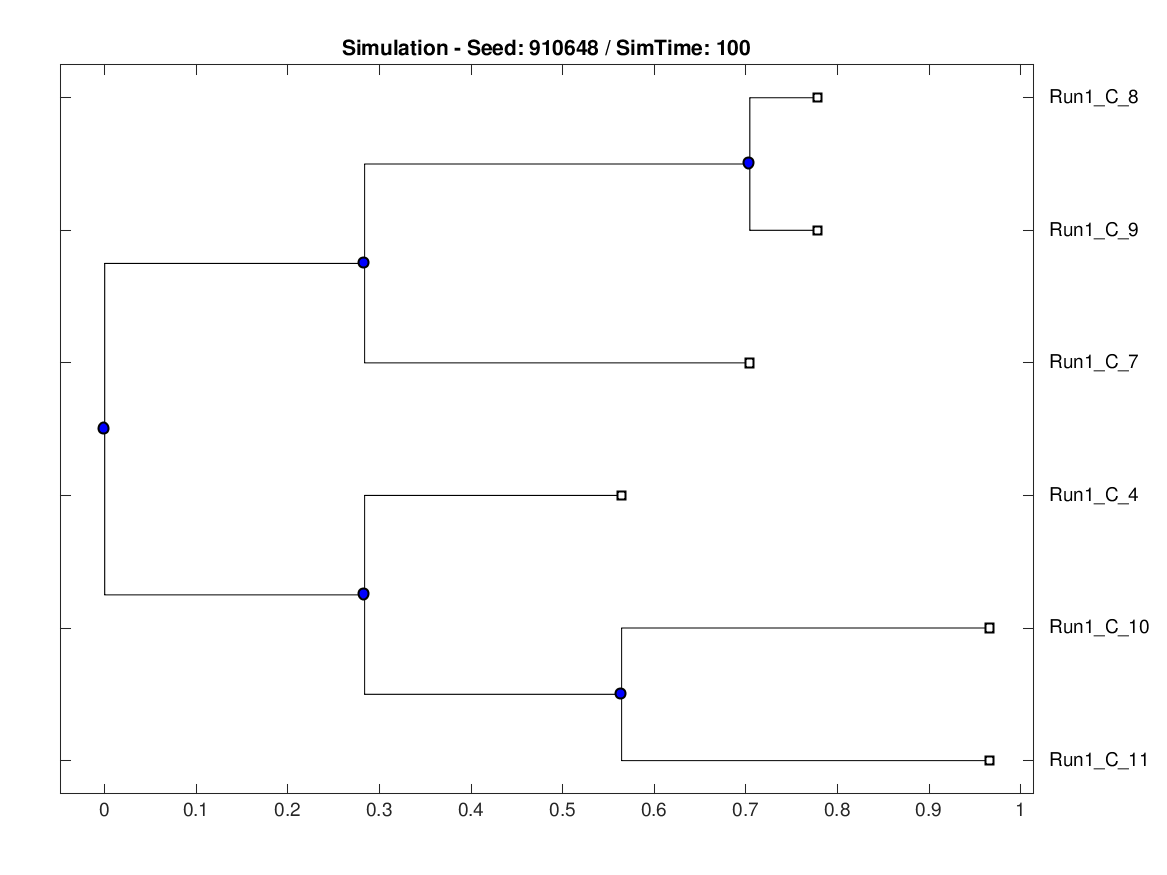 Simulation - Seed: 910648 / SimTime: 100
Run1_C_8
Run1_C_9
Run1_C_7
Run1_C_4
Run1_C_10
Run1_C_11
0 0.1 0.2 0.3 0.4 0.5 0.6 0.7 0.8 0.9 1